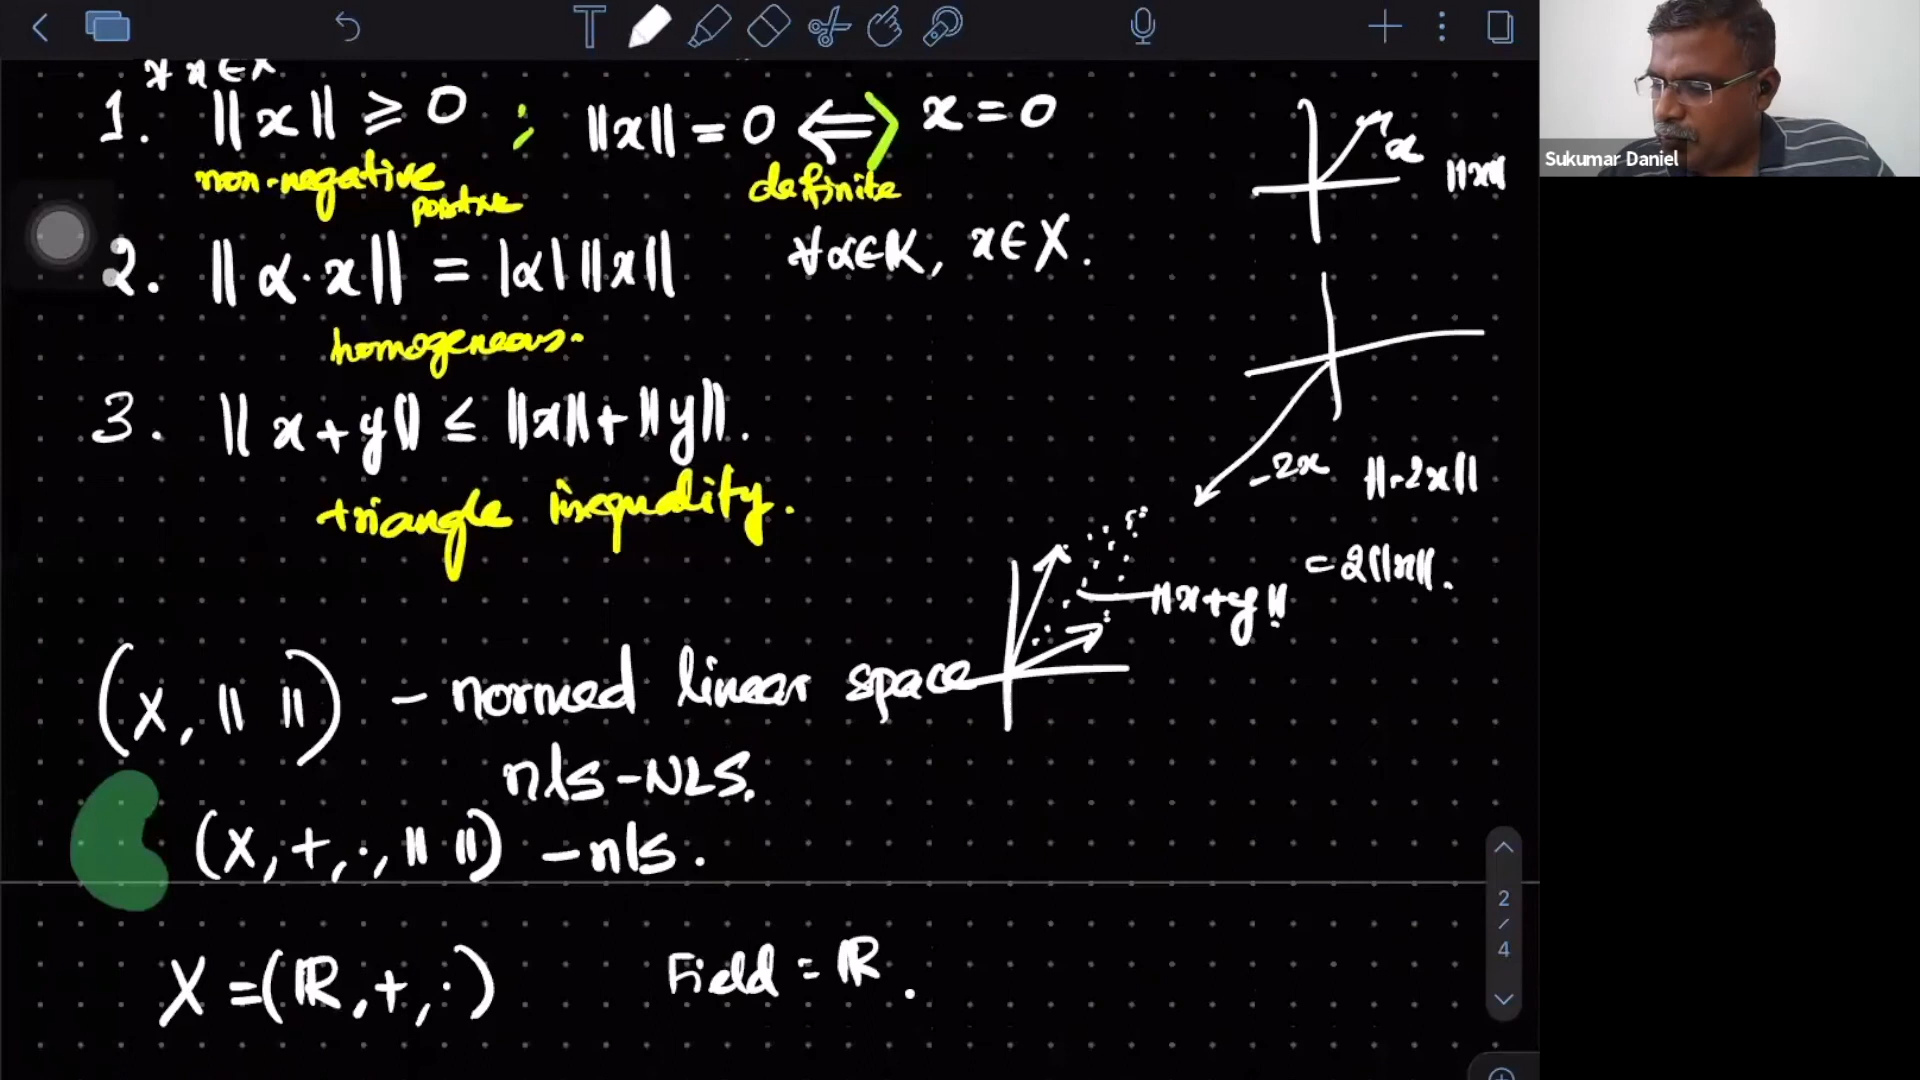 ∀ x ∈ X
1. ||x|| ⩾ 0 ; ||x|| = 0 ⇔ x = 0
non-negative
positive
definite
2. ||α·x|| = |α| ||x|| ∀α∈K, x∈X.
homogeneous.
3. ||x+y|| ≤ ||x||+||y||.
triangle inequality.
x ||x||
-2x ||-2x||
= 2||x||.
||x+y||
(X, || ||) - normed linear space
nls-NLS.
(X, +, ·, || ||) - nls.
X = (ℝ, +, ·) Field = ℝ.
Sukumar Daniel
2
/
4